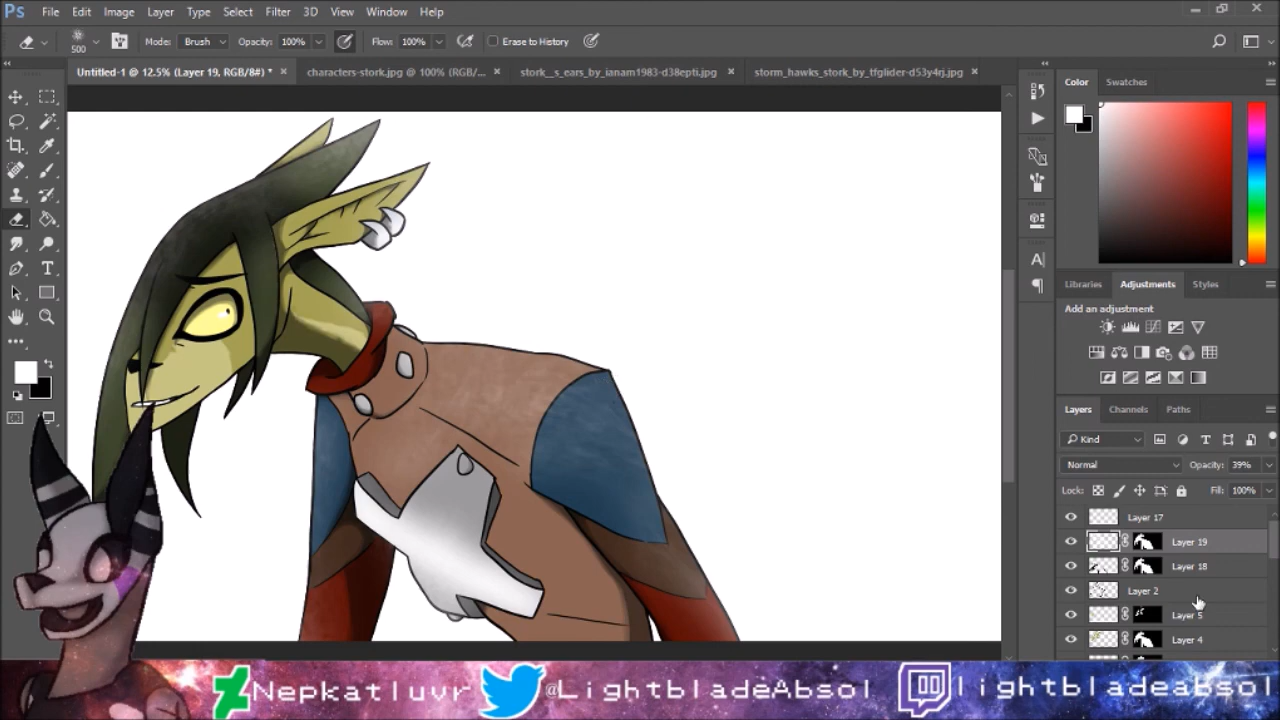 Ps File Edit Image Layer Type Select Filter 3D View Window Help
500 Mode: Brush Opacity: 100% Flow: 100% Erase to History
Untitled-1 @ 12.5% (Layer 19, RGB/8#) * × characters-stork.jpg @ 100% (RGB/... × stork__s_ears_by_ianam1983-d38epti.jpg × storm_hawks_stork_by_tfglider-d53y4rj.jpg ×
Color Swatches
Libraries Adjustments Styles
Add an adjustment
Layers Channels Paths
Kind
Normal Opacity: 39%
Lock: Fill: 100%
Layer 17
Layer 19
Layer 18
Layer 2
Layer 5
Layer 4
Nepkatluvr @LightbladeAbsol lightbladeabsol